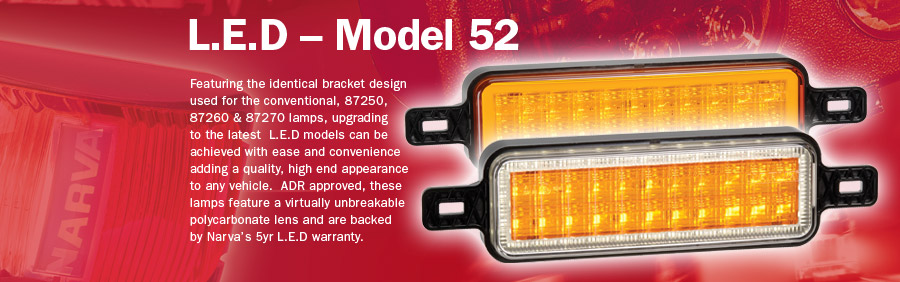 L.E.D – Model 52
Featuring the identical bracket design
used for the conventional, 87250,
87260 & 87270 lamps, upgrading
to the latest  L.E.D models can be
achieved with ease and convenience
adding a quality, high end appearance
to any vehicle.  ADR approved, these
lamps feature a virtually unbreakable
polycarbonate lens and are backed
by Narva's 5yr L.E.D warranty.
NARVA